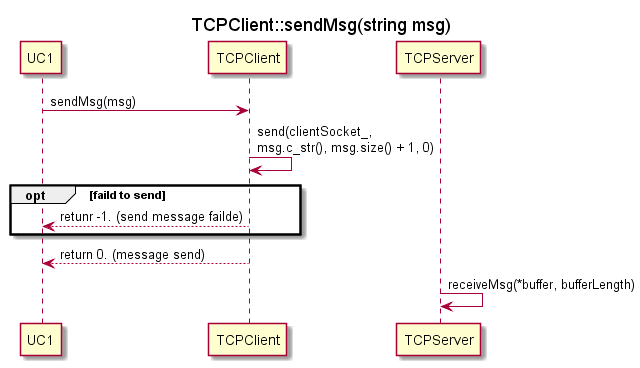 TCPClient::sendMsg(string msg)
UC1
TCPClient
TCPServer
sendMsg(msg)
send(clientSocket_,
msg.c_str(), msg.size() + 1, 0)
opt
[faild to send]
retunr -1. (send message failde)
return 0. (message send)
receiveMsg(*buffer, bufferLength)
UC1
TCPClient
TCPServer